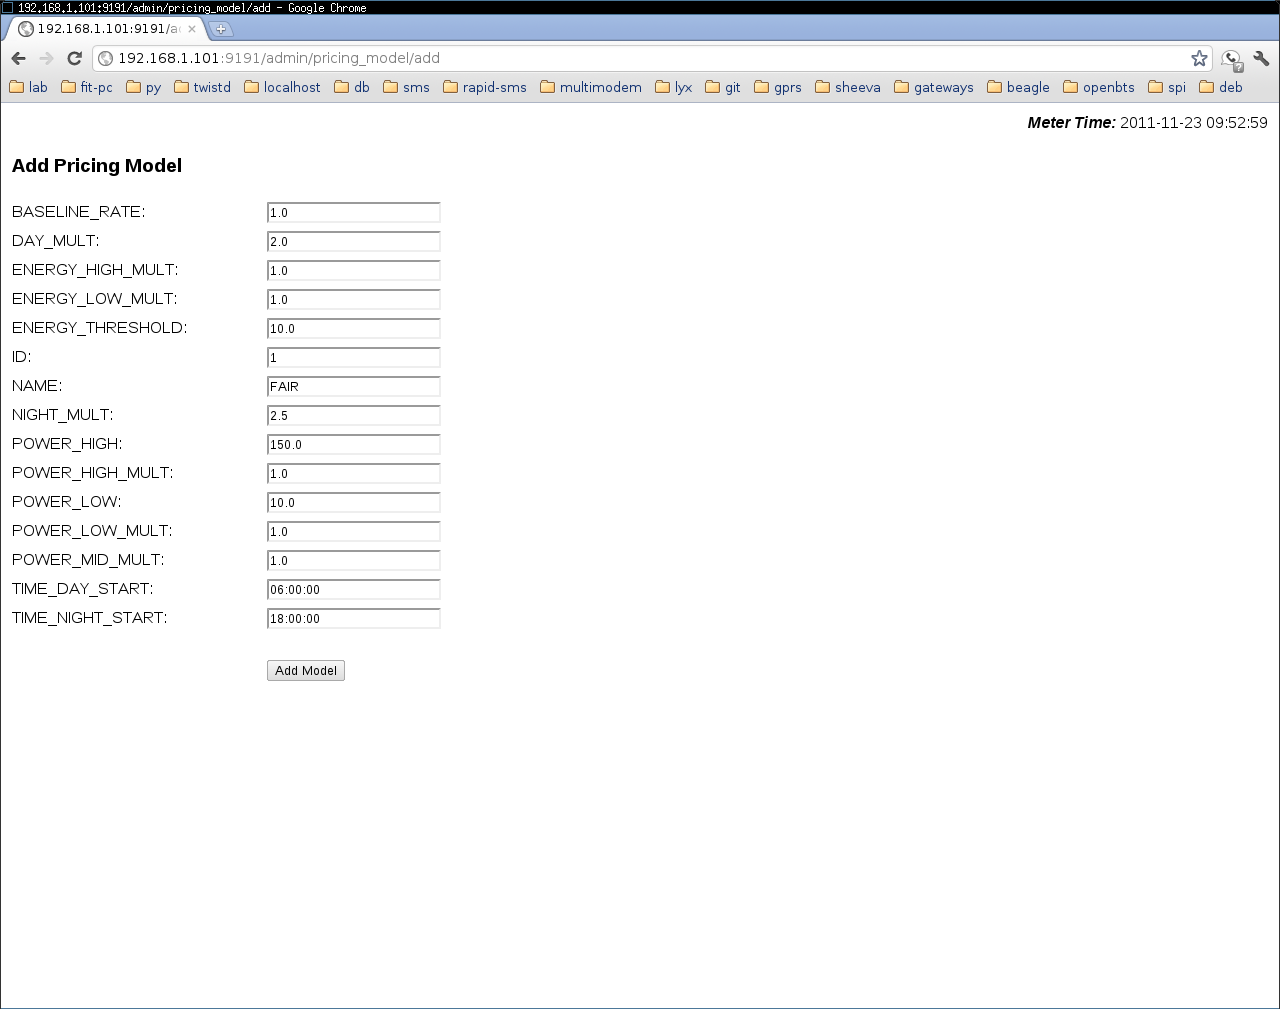 192.168.1.101:9191/admin/pricing_model/add - Google Chrome
192.168.1.101:9191/ad
192.168.1.101:9191/admin/pricing_model/add
lab fit-pc py twistd localhost db sms rapid-sms multimodem lyx git gprs sheeva gateways beagle openbts spi deb
Meter Time: 2011-11-23 09:52:59
Add Pricing Model
BASELINE_RATE: 1.0
DAY_MULT: 2.0
ENERGY_HIGH_MULT: 1.0
ENERGY_LOW_MULT: 1.0
ENERGY_THRESHOLD: 10.0
ID: 1
NAME: FAIR
NIGHT_MULT: 2.5
POWER_HIGH: 150.0
POWER_HIGH_MULT: 1.0
POWER_LOW: 10.0
POWER_LOW_MULT: 1.0
POWER_MID_MULT: 1.0
TIME_DAY_START: 06:00:00
TIME_NIGHT_START: 18:00:00
Add Model